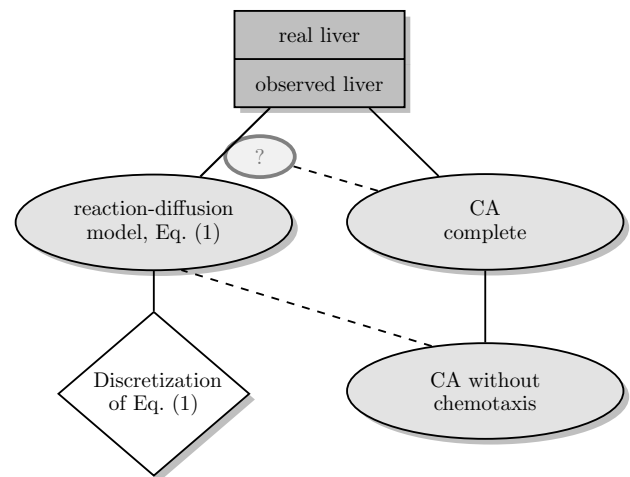 real liver
observed liver
?
reaction-diffusion
model, Eq. (1)
CA
complete
Discretization
of Eq. (1)
CA without
chemotaxis